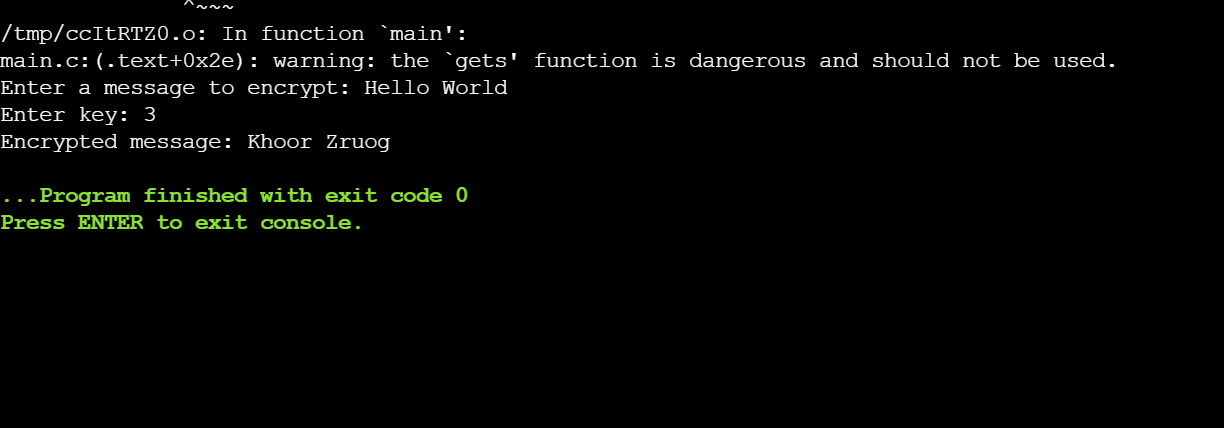 ^~~~
/tmp/ccItRTZ0.o: In function `main':
main.c:(.text+0x2e): warning: the `gets' function is dangerous and should not be used.
Enter a message to encrypt: Hello World
Enter key: 3
Encrypted message: Khoor Zruog
...Program finished with exit code 0
Press ENTER to exit console.